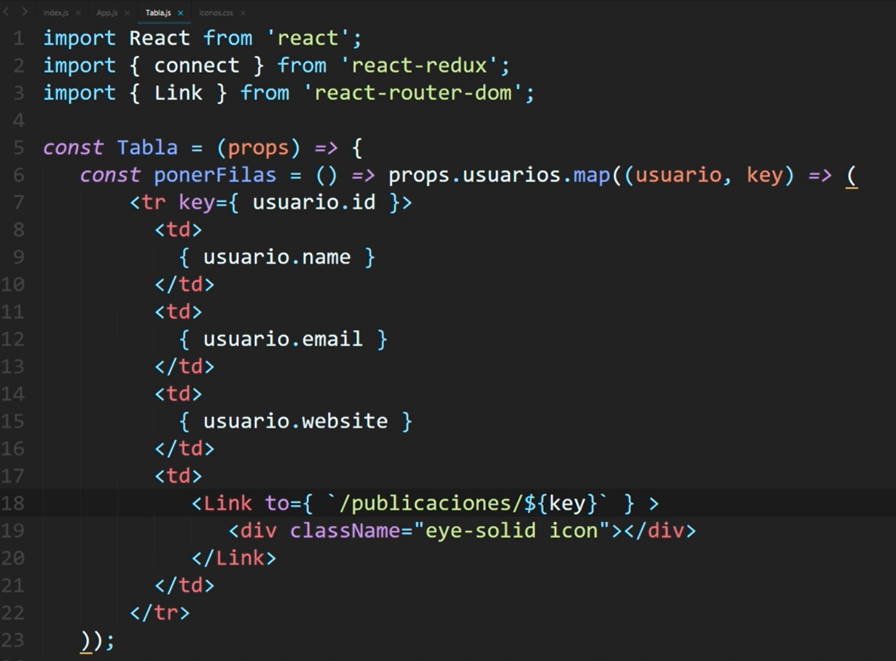 index.js × App.js × Tabla.js × iconos.css ×
1 import React from 'react';
2 import { connect } from 'react-redux';
3 import { Link } from 'react-router-dom';
4
5 const Tabla = (props) => {
6 const ponerFilas = () => props.usuarios.map((usuario, key) => (
7 <tr key={ usuario.id }>
8 <td>
9 { usuario.name }
10 </td>
11 <td>
12 { usuario.email }
13 </td>
14 <td>
15 { usuario.website }
16 </td>
17 <td>
18 <Link to={ `/publicaciones/${key}` } >
19 <div className="eye-solid icon"></div>
20 </Link>
21 </td>
22 </tr>
23 ));